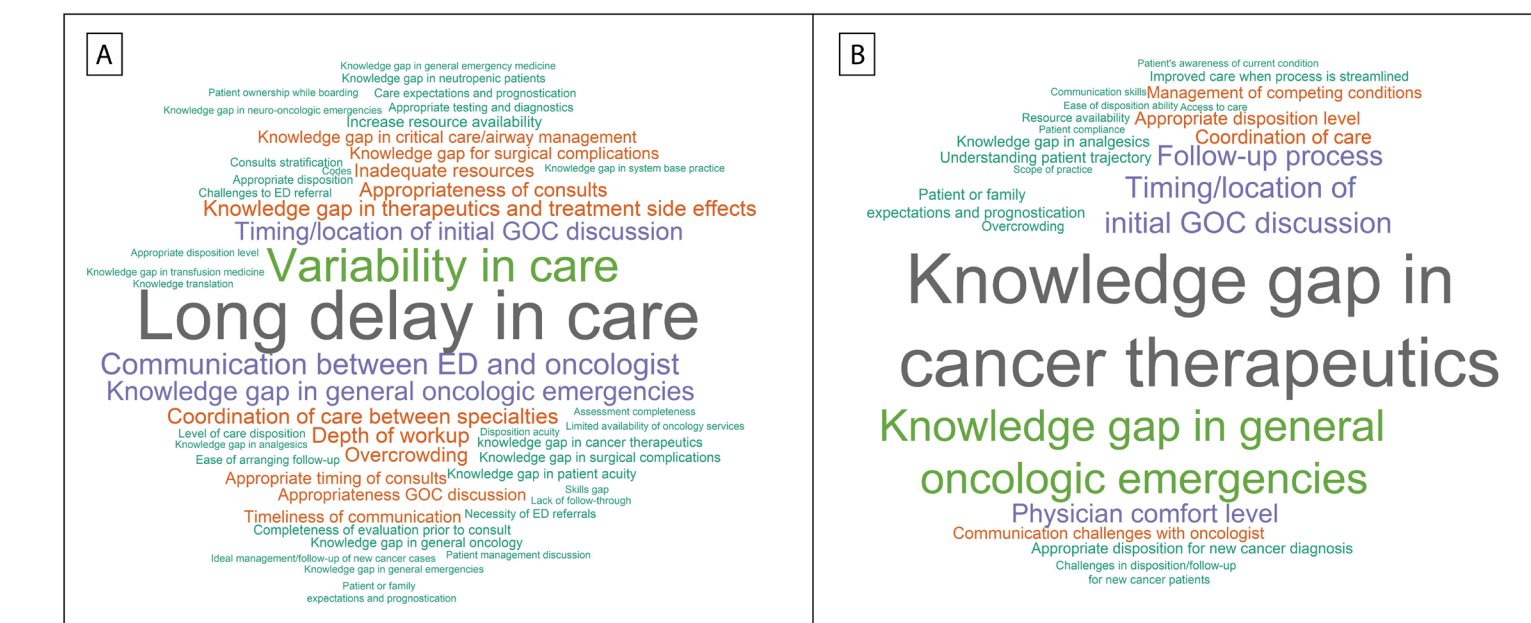 A
Knowledge gap in general emergency medicine
Knowledge gap in neutropenic patients
Patient ownership while boarding
Care expectations and prognostication
Knowledge gap in neuro-oncologic emergencies
Appropriate testing and diagnostics
Increase resource availability
Knowledge gap in critical care/airway management
Knowledge gap for surgical complications
Consults stratification
Codes
Inadequate resources
Knowledge gap in system base practice
Appropriate disposition
Challenges to ED referral
Appropriateness of consults
Knowledge gap in therapeutics and treatment side effects
Timing/location of initial GOC discussion
Appropriate disposition level
Variability in care
Knowledge gap in transfusion medicine
Knowledge translation
Long delay in care
Communication between ED and oncologist
Knowledge gap in general oncologic emergencies
Coordination of care between specialties
Assessment completeness
Limited availability of oncology services
Level of care disposition
Depth of workup
Disposition acuity
Knowledge gap in analgesics
knowledge gap in cancer therapeutics
Ease of arranging follow-up
Overcrowding
Knowledge gap in surgical complications
Appropriate timing of consults
Knowledge gap in patient acuity
Appropriateness GOC discussion
Skills gap
Lack of follow-through
Timeliness of communication
Necessity of ED referrals
Completeness of evaluation prior to consult
Knowledge gap in general oncology
Ideal management/follow-up of new cancer cases
Patient management discussion
Knowledge gap in general emergencies
Patient or family
expectations and prognostication
B
Patient's awareness of current condition
Improved care when process is streamlined
Communication skills
Management of competing conditions
Ease of disposition ability
Access to care
Resource availability
Appropriate disposition level
Patient compliance
Knowledge gap in analgesics
Coordination of care
Understanding patient trajectory
Follow-up process
Scope of practice
Timing/location of
initial GOC discussion
Patient or family
expectations and prognostication
Overcrowding
Knowledge gap in
cancer therapeutics
Knowledge gap in general
oncologic emergencies
Physician comfort level
Communication challenges with oncologist
Appropriate disposition for new cancer diagnosis
Challenges in disposition/follow-up
for new cancer patients